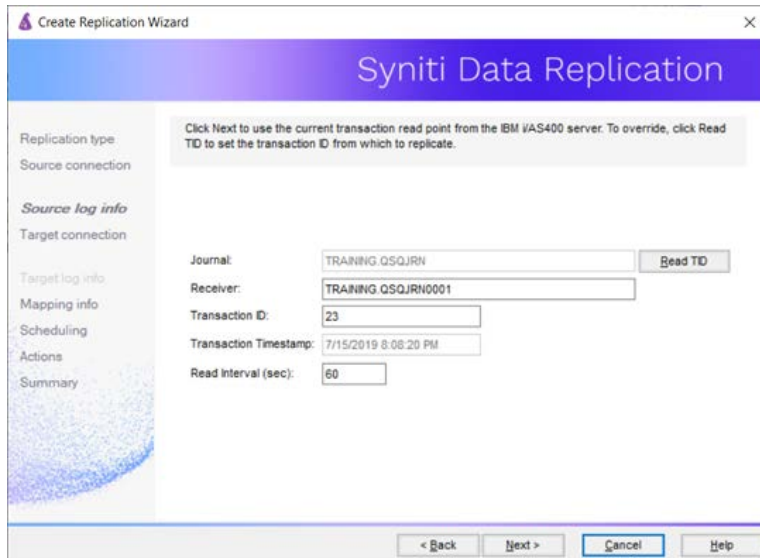 Create Replication Wizard
Syniti Data Replication
Replication type
Source connection
Source log info
Target connection
Target log info
Mapping info
Scheduling
Actions
Summary
Click Next to use the current transaction read point from the IBM i/AS400 server. To override, click Read
TID to set the transaction ID from which to replicate.
Journal: TRAINING.QSQJRN Read TID
Receiver: TRAINING.QSQJRN0001
Transaction ID: 23
Transaction Timestamp: 7/15/2019 8:08:20 PM
Read Interval (sec): 60
< Back Next > Cancel Help